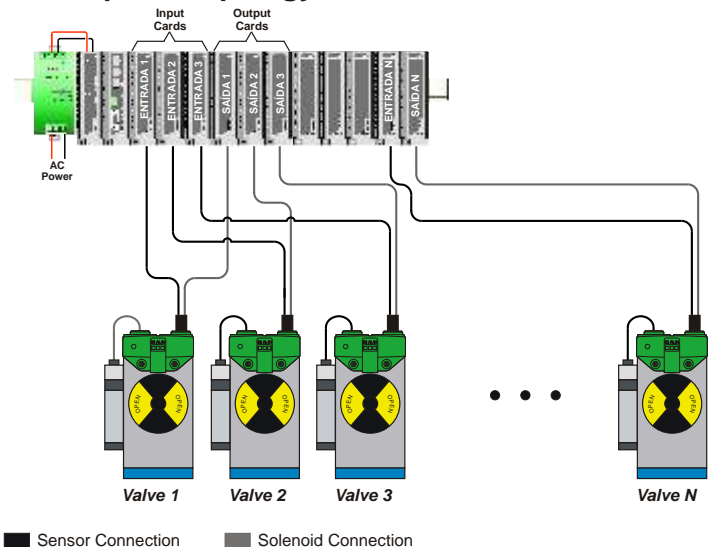 Input
Cards
Output
Cards
ENTRADA 1
ENTRADA 2
ENTRADA 3
SAÍDA 1
SAÍDA 2
SAÍDA 3
ENTRADA N
SAÍDA N
AC
Power
OPEN OPEN
OPEN OPEN
OPEN OPEN
OPEN OPEN
Valve 1
Valve 2
Valve 3
Valve N
Sensor Connection
Solenoid Connection